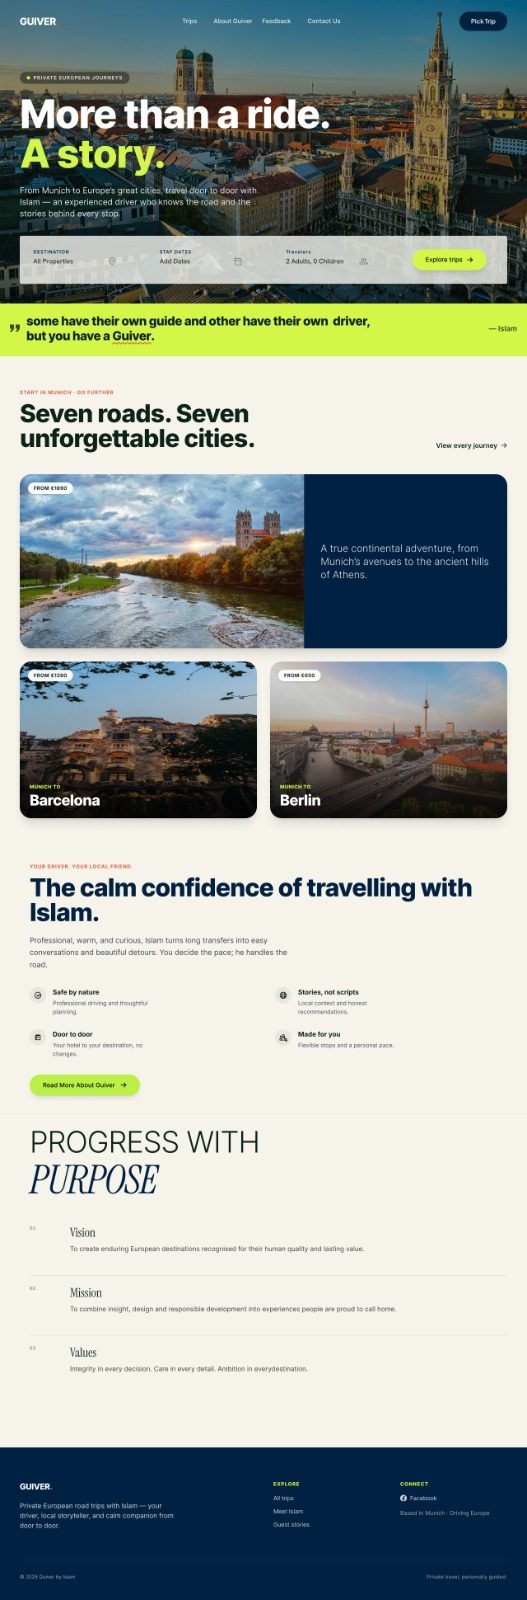 GUIVER.
Trips About Guiver Feedback Contact Us
Pick Trip
PRIVATE EUROPEAN JOURNEYS
More than a ride.
A story.
From Munich to Europe's great cities, travel door to door with
Islam — an experienced driver who knows the road and the
stories behind every stop.
DESTINATION
All Properties
STAY DATES
Add Dates
Travelers
2 Adults, 0 Children
Explore trips →
” some have their own guide and other have their own driver,
but you have a Guiver.
— Islam
START IN MUNICH · GO FURTHER
Seven roads. Seven
unforgettable cities.
View every journey →
FROM €1890
A true continental adventure, from
Munich's avenues to the ancient hills
of Athens.
FROM €1390
MUNICH TO
Barcelona
FROM €650
MUNICH TO
Berlin
YOUR DRIVER. YOUR LOCAL FRIEND.
The calm confidence of travelling with
Islam.
Professional, warm, and curious, Islam turns long transfers into easy
conversations and beautiful detours. You decide the pace; he handles the
road.
Safe by nature
Professional driving and thoughtful
planning.
Stories, not scripts
Local context and honest
recommendations.
Door to door
Your hotel to your destination, no
changes.
Made for you
Flexible stops and a personal pace.
Read More About Guiver →
PROGRESS WITH
PURPOSE
01
Vision
To create enduring European destinations recognised for their human quality and lasting value.
02
Mission
To combine insight, design and responsible development into experiences people are proud to call home.
03
Values
Integrity in every decision. Care in every detail. Ambition in everydestination.
GUIVER.
Private European road trips with Islam — your
driver, local storyteller, and calm companion from
door to door.
EXPLORE
All trips
Meet Islam
Guest stories
CONNECT
Facebook
Based in Munich · Driving Europe
© 2025 Guiver by Islam
Private travel, personally guided.